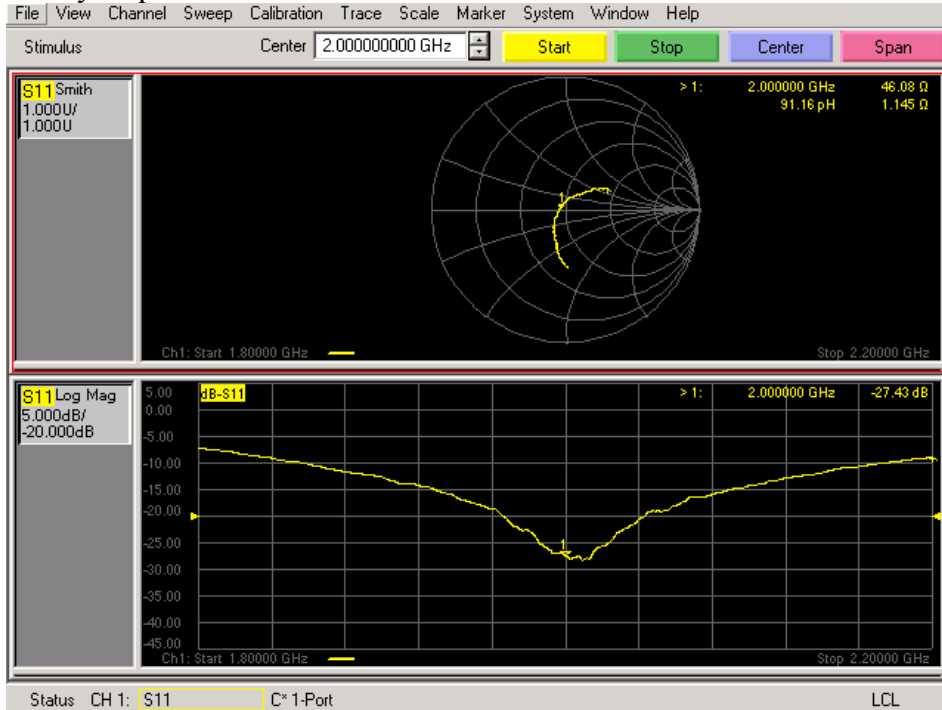 File View Channel Sweep Calibration Trace Scale Marker System Window Help
Stimulus Center 2.000000000 GHz Start Stop Center Span
S11 Smith
1.000U/
1.000U
> 1: 2.000000 GHz 46.08 Ω
91.16 pH 1.145 Ω
1
Ch1: Start 1.80000 GHz Stop 2.20000 GHz
S11 Log Mag
5.000dB/
-20.000dB
5.00 dB-S11 > 1: 2.000000 GHz -27.43 dB
0.00
-5.00
-10.00
-15.00
-20.00
-25.00
1
-30.00
-35.00
-40.00
-45.00
Ch1: Start 1.80000 GHz Stop 2.20000 GHz
Status CH 1: S11 C* 1-Port LCL